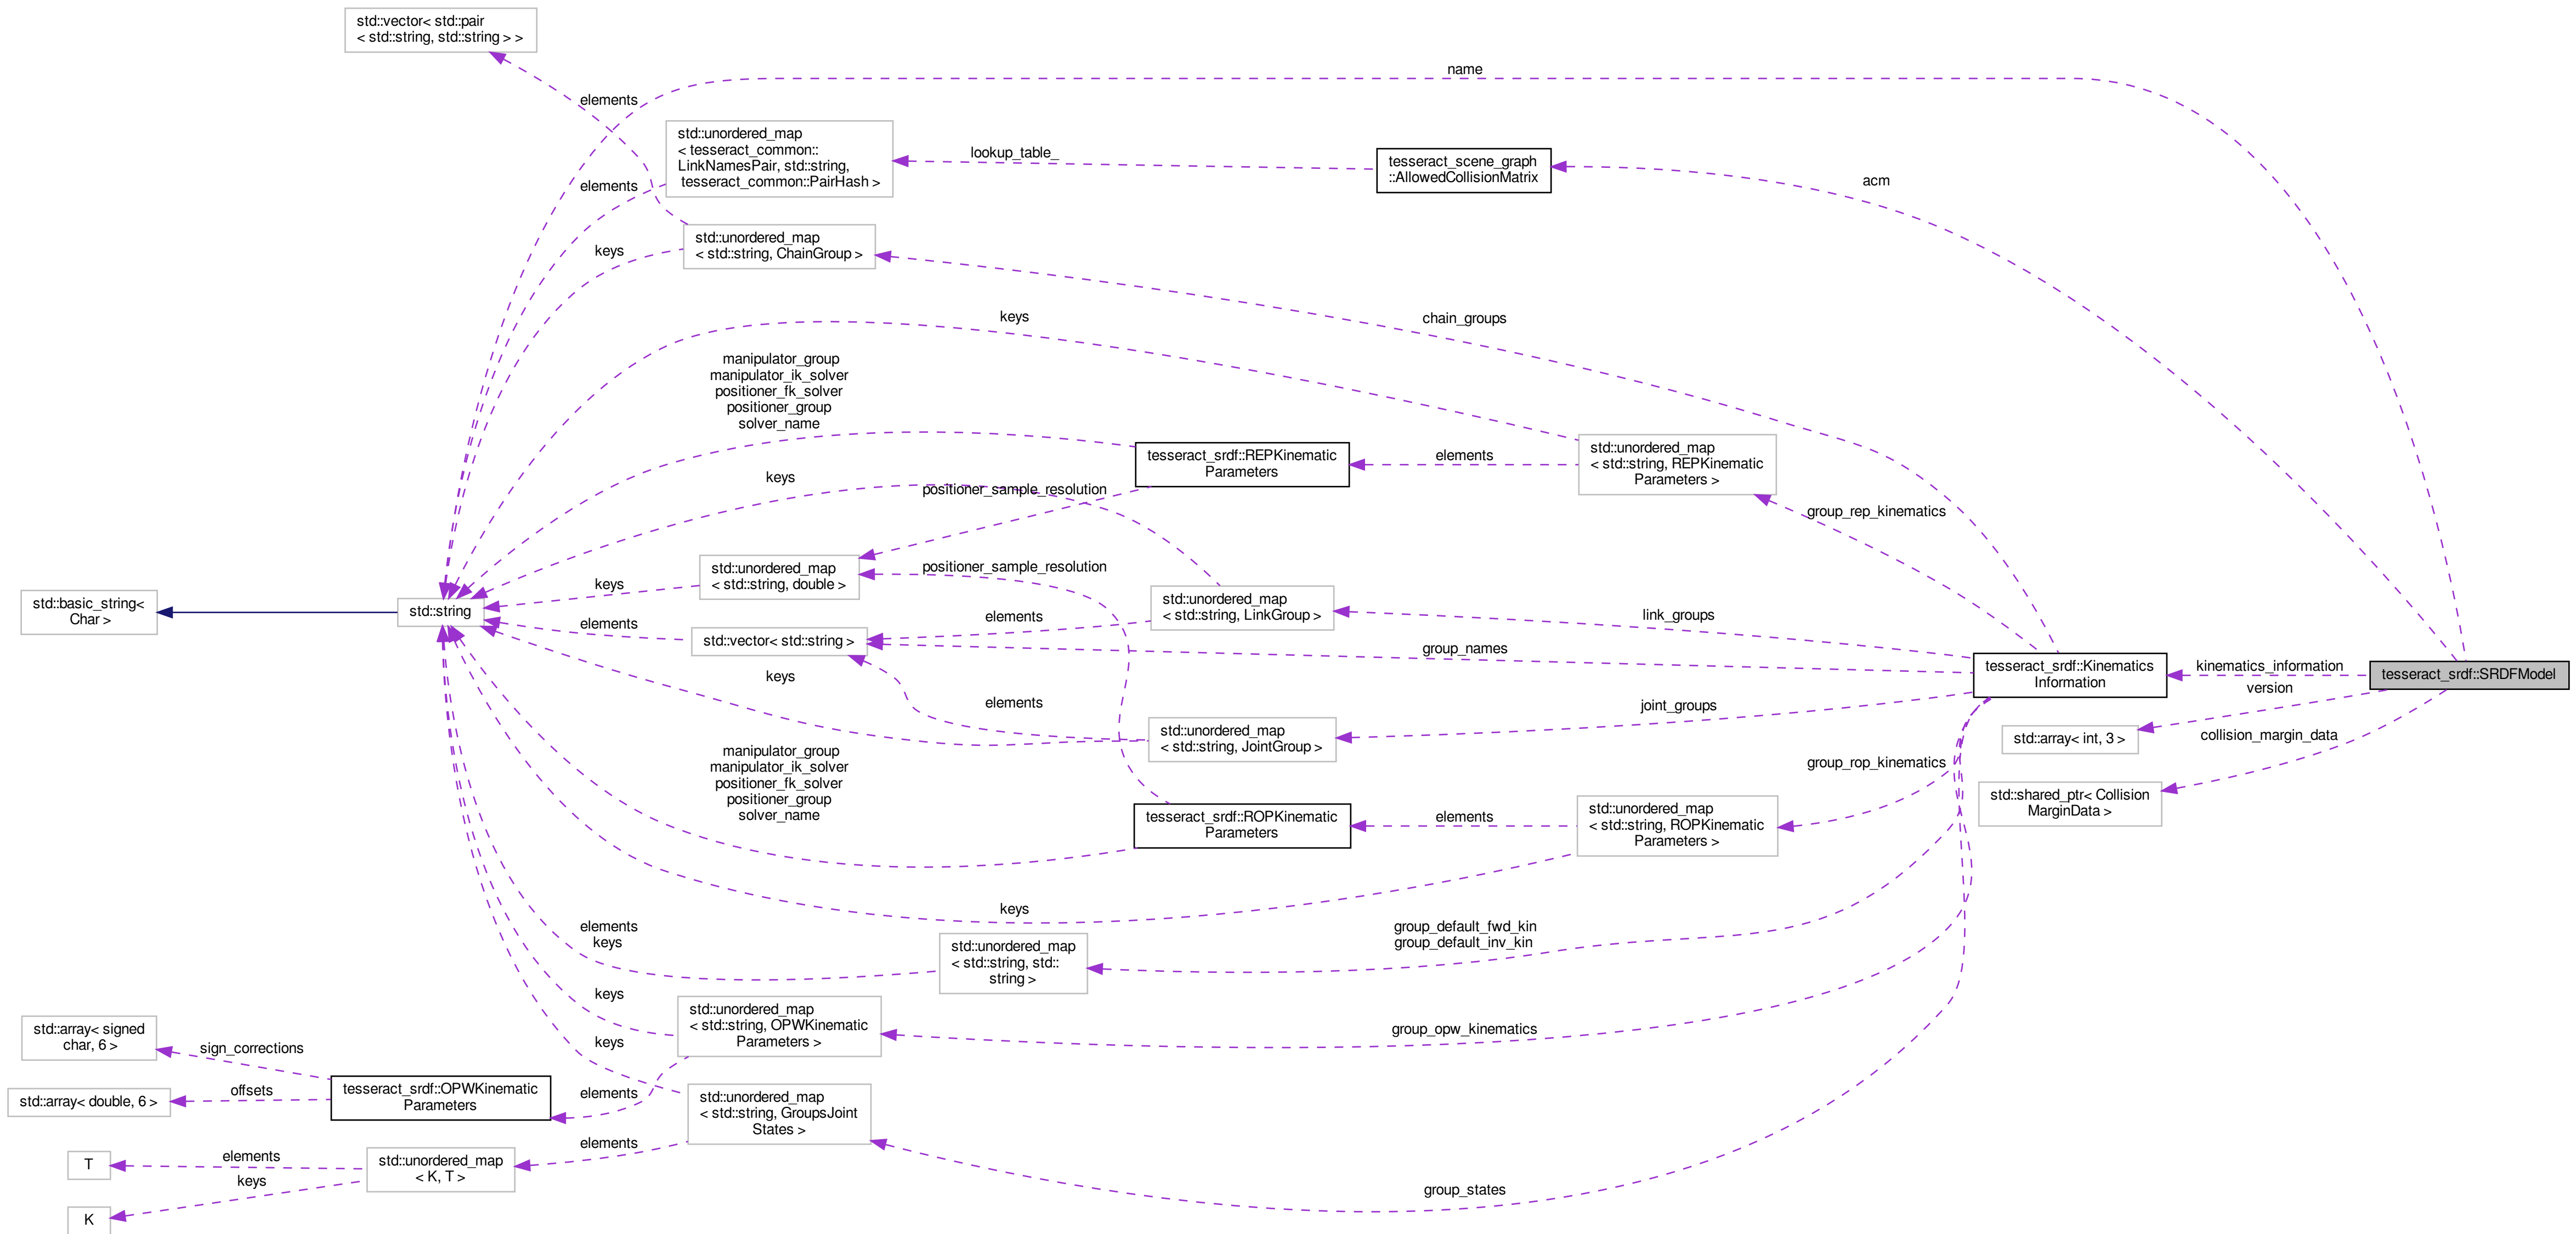 std::vector< std::pair
< std::string, std::string > >
name
elements
std::unordered_map
< tesseract_common::
LinkNamesPair, std::string,
tesseract_common::PairHash >
lookup_table_
tesseract_scene_graph
::AllowedCollisionMatrix
acm
elements
std::unordered_map
< std::string, ChainGroup >
keys
chain_groups
keys
manipulator_group
manipulator_ik_solver
positioner_fk_solver
positioner_group
solver_name
tesseract_srdf::REPKinematic
Parameters
elements
std::unordered_map
< std::string, REPKinematic
Parameters >
keys
positioner_sample_resolution
group_rep_kinematics
std::unordered_map
< std::string, double >
positioner_sample_resolution
keys
std::basic_string<
Char >
std::string
std::unordered_map
< std::string, LinkGroup >
link_groups
elements
elements
std::vector< std::string >
group_names
tesseract_srdf::Kinematics
Information
kinematics_information
tesseract_srdf::SRDFModel
version
keys
elements
joint_groups
std::unordered_map
< std::string, JointGroup >
std::array< int, 3 >
collision_margin_data
manipulator_group
manipulator_ik_solver
positioner_fk_solver
positioner_group
solver_name
group_rop_kinematics
std::shared_ptr< Collision
MarginData >
tesseract_srdf::ROPKinematic
Parameters
elements
std::unordered_map
< std::string, ROPKinematic
Parameters >
keys
elements
keys
std::unordered_map
< std::string, std::
string >
group_default_fwd_kin
group_default_inv_kin
keys
std::unordered_map
< std::string, OPWKinematic
Parameters >
group_opw_kinematics
std::array< signed
char, 6 >
sign_corrections
keys
std::array< double, 6 >
offsets
tesseract_srdf::OPWKinematic
Parameters
elements
std::unordered_map
< std::string, GroupsJoint
States >
elements
T
elements
keys
std::unordered_map
< K, T >
group_states
K